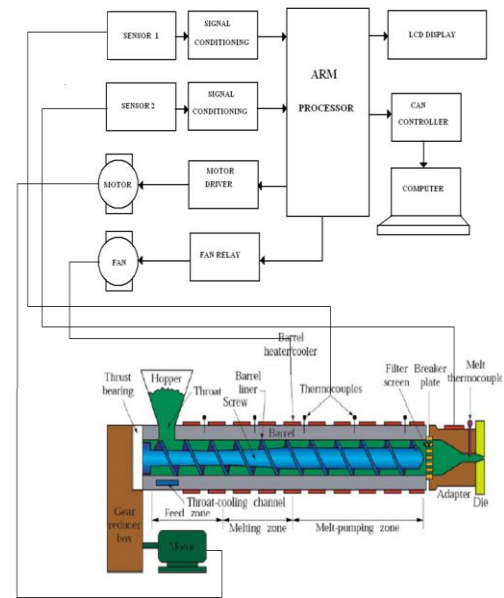 SENSOR 1
SIGNAL
CONDITIONING
ARM
PROCESSOR
LCD DISPLAY
SENSOR 2
SIGNAL
CONDITIONING
CAN
CONTROLLER
MOTOR
MOTOR
DRIVER
COMPUTER
FAN
FAN RELAY
Barrel
heater/cooler
Thrust
bearing
Hopper
Throat
Barrel
liner
Screw
Thermocouples
Barrel
Filter
screen
Breaker
plate
Melt
thermocouple
Throat-cooling channel
Feed zone
Melting zone
Melt-pumping zone
Adapter
Die
Gear
reducer
box
Motor